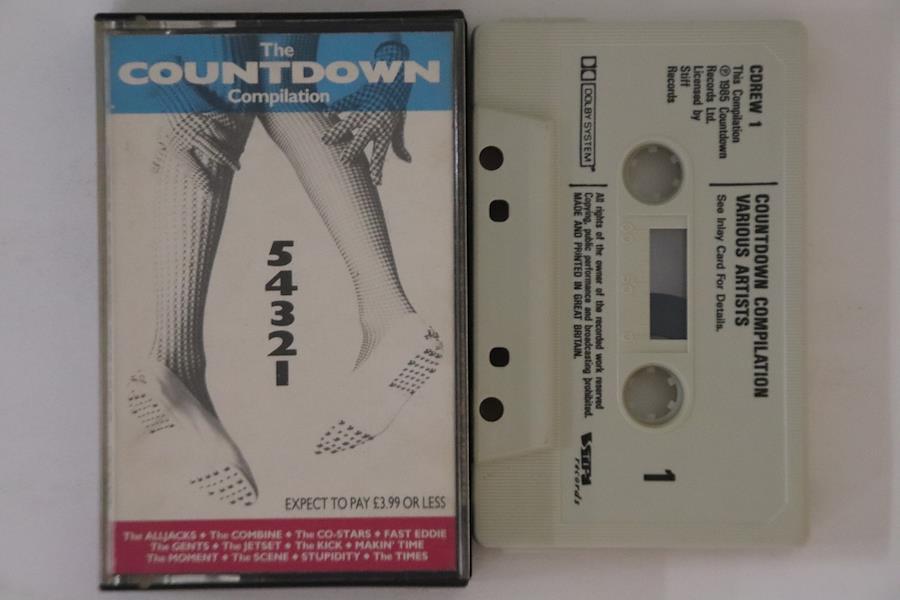 The
COUNTDOWN
Compilation
5
4
3
2
1
EXPECT TO PAY £3.99 OR LESS
The ALLJACKS ♦ The COMBINE ♦ The CO-STARS ♦ FAST EDDIE
The GENTS ♦ The JETSET ♦ The KICK ♦ MAKIN' TIME
The MOMENT ♦ The SCENE ♦ STUPIDITY ♦ The TIMES
CDREW 1
This Compilation
℗ 1985 Countdown
Records Ltd.
Licensed by
Stiff
Records
DOLBY SYSTEM
COUNTDOWN COMPILATION
VARIOUS ARTISTS
See Inlay Card For Details.
All rights of the owner of the recorded work reserved
Copying, public performance and broadcasting prohibited.
MADE AND PRINTED IN GREAT BRITAIN.
1
Stiff
records